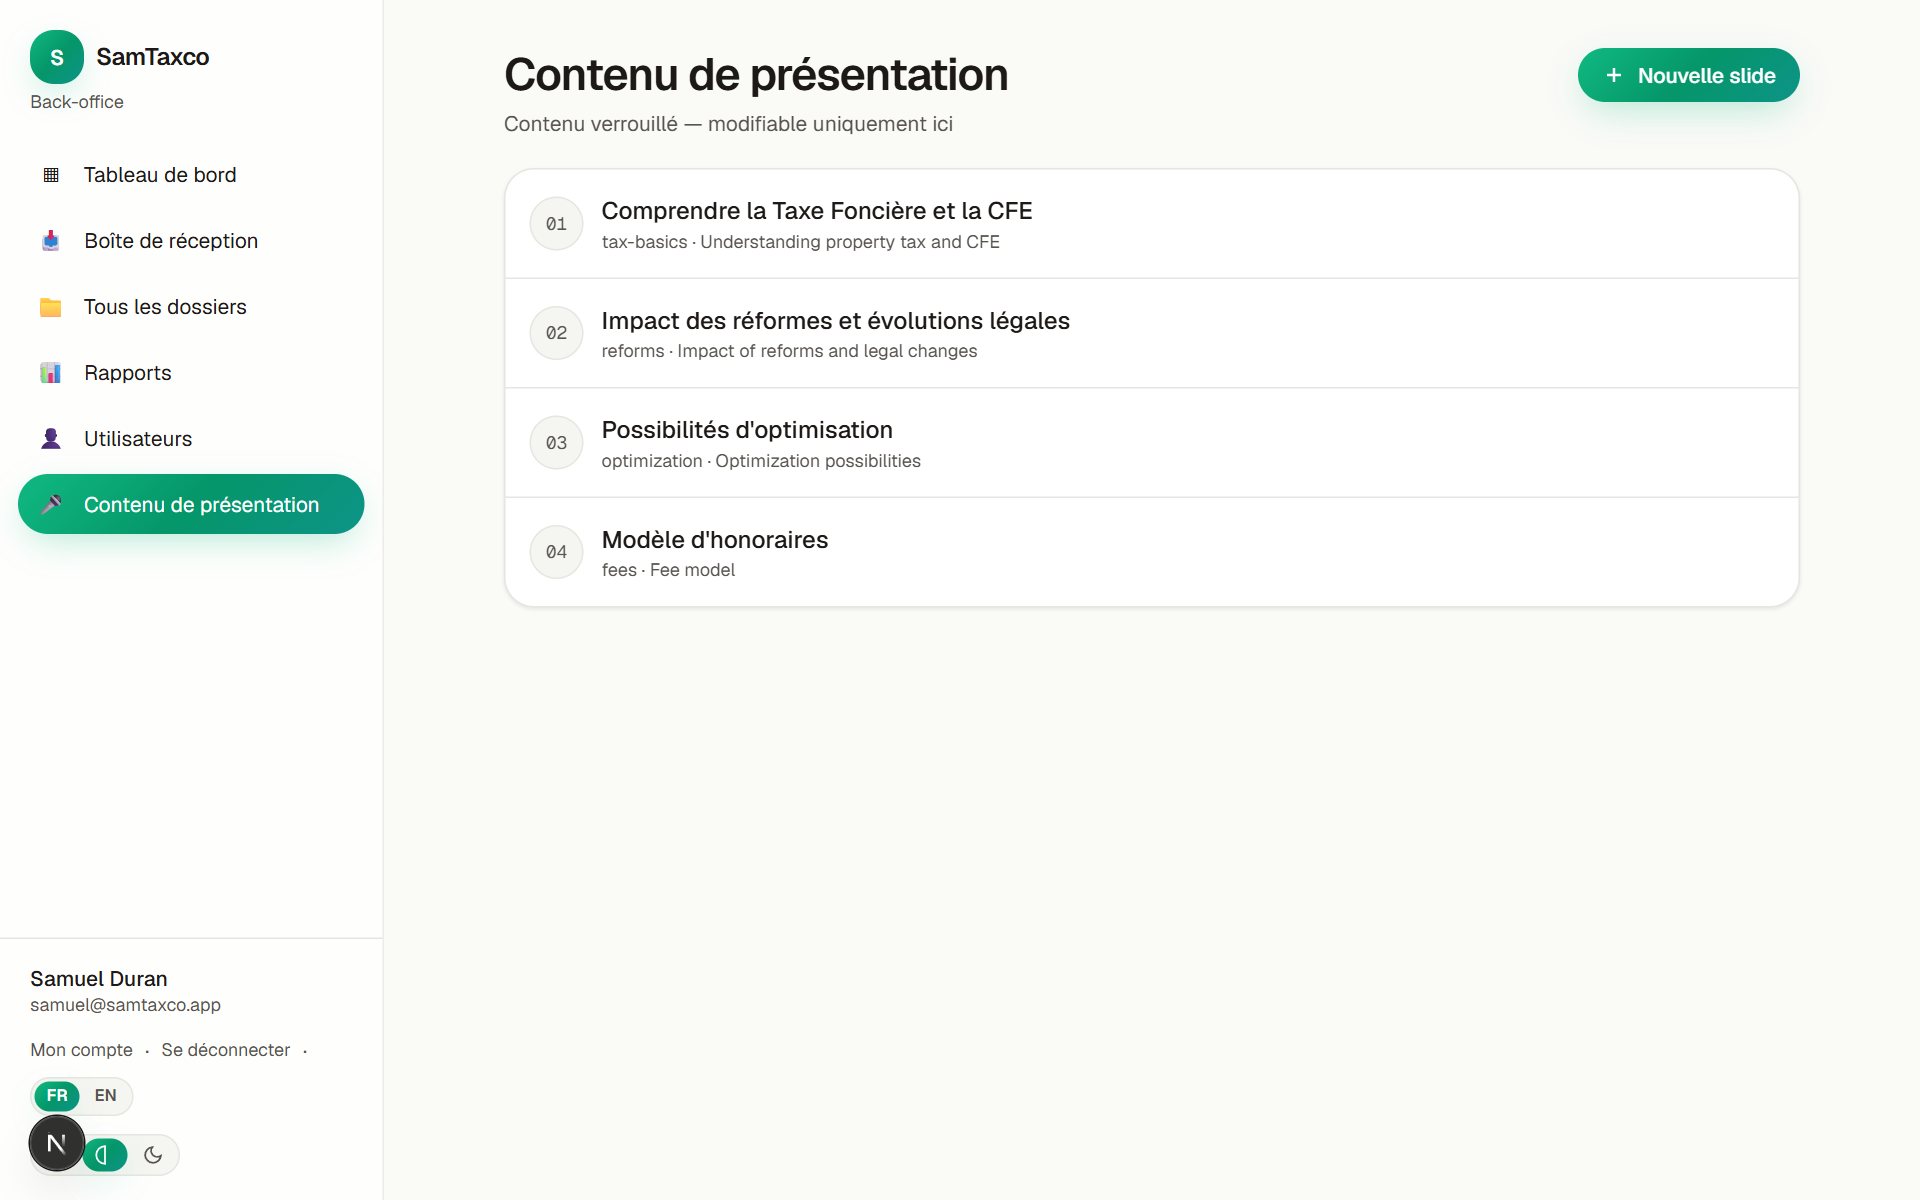 S
SamTaxco
Back-office
Tableau de bord
Boîte de réception
Tous les dossiers
Rapports
Utilisateurs
Contenu de présentation
Samuel Duran
samuel@samtaxco.app
Mon compte · Se déconnecter ·
FR EN
N
Contenu de présentation
Contenu verrouillé — modifiable uniquement ici
+ Nouvelle slide
01
Comprendre la Taxe Foncière et la CFE
tax-basics · Understanding property tax and CFE
02
Impact des réformes et évolutions légales
reforms · Impact of reforms and legal changes
03
Possibilités d'optimisation
optimization · Optimization possibilities
04
Modèle d'honoraires
fees · Fee model